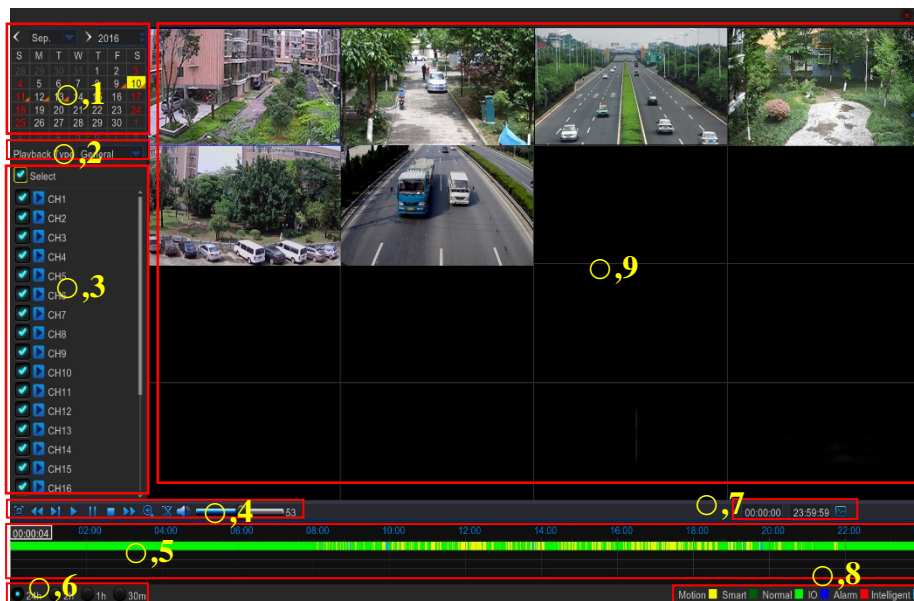 Sep. 2016
S M T W T F S
28 29 30 31 1 2 3
4 5 6 7 8 9 10
11 12 13 14 15 16 17
18 19 20 21 22 23 24
25 26 27 28 29 30 1
,1
Playback Type General
,2
Select
CH1
CH2
CH3
CH4
CH5
CH6
,3
CH7
CH8
CH9
CH10
CH11
CH12
CH13
CH14
CH15
CH16
,9
53
,4
,7
00:00:00 23:59:59
00:00:04 02:00 04:00 06:00 08:00 10:00 12:00 14:00 16:00 18:00 20:00 22:00
,5
24h 2h 1h 30m
,6
,8
Motion Smart Normal IO Alarm Intelligent